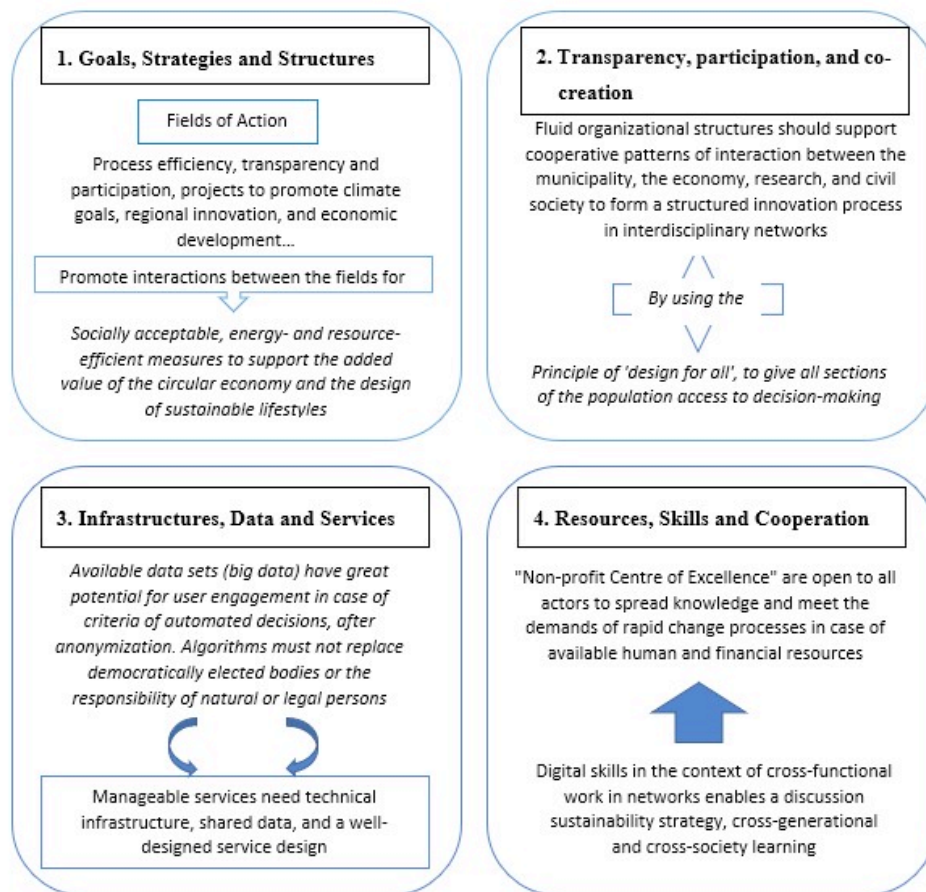 1. Goals, Strategies and Structures
Fields of Action
Process efficiency, transparency and
participation, projects to promote climate
goals, regional innovation, and economic
development...
Promote interactions between the fields for
Socially acceptable, energy- and resource-
efficient measures to support the added
value of the circular economy and the design
of sustainable lifestyles
2. Transparency, participation, and co-
creation
Fluid organizational structures should support
cooperative patterns of interaction between the
municipality, the economy, research, and civil
society to form a structured innovation process
in interdisciplinary networks
By using the
Principle of 'design for all', to give all sections
of the population access to decision-making
3. Infrastructures, Data and Services
Available data sets (big data) have great
potential for user engagement in case of
criteria of automated decisions, after
anonymization. Algorithms must not replace
democratically elected bodies or the
responsibility of natural or legal persons
Manageable services need technical
infrastructure, shared data, and a well-
designed service design
4. Resources, Skills and Cooperation
"Non-profit Centre of Excellence" are open to all
actors to spread knowledge and meet the
demands of rapid change processes in case of
available human and financial resources
Digital skills in the context of cross-functional
work in networks enables a discussion
sustainability strategy, cross-generational
and cross-society learning